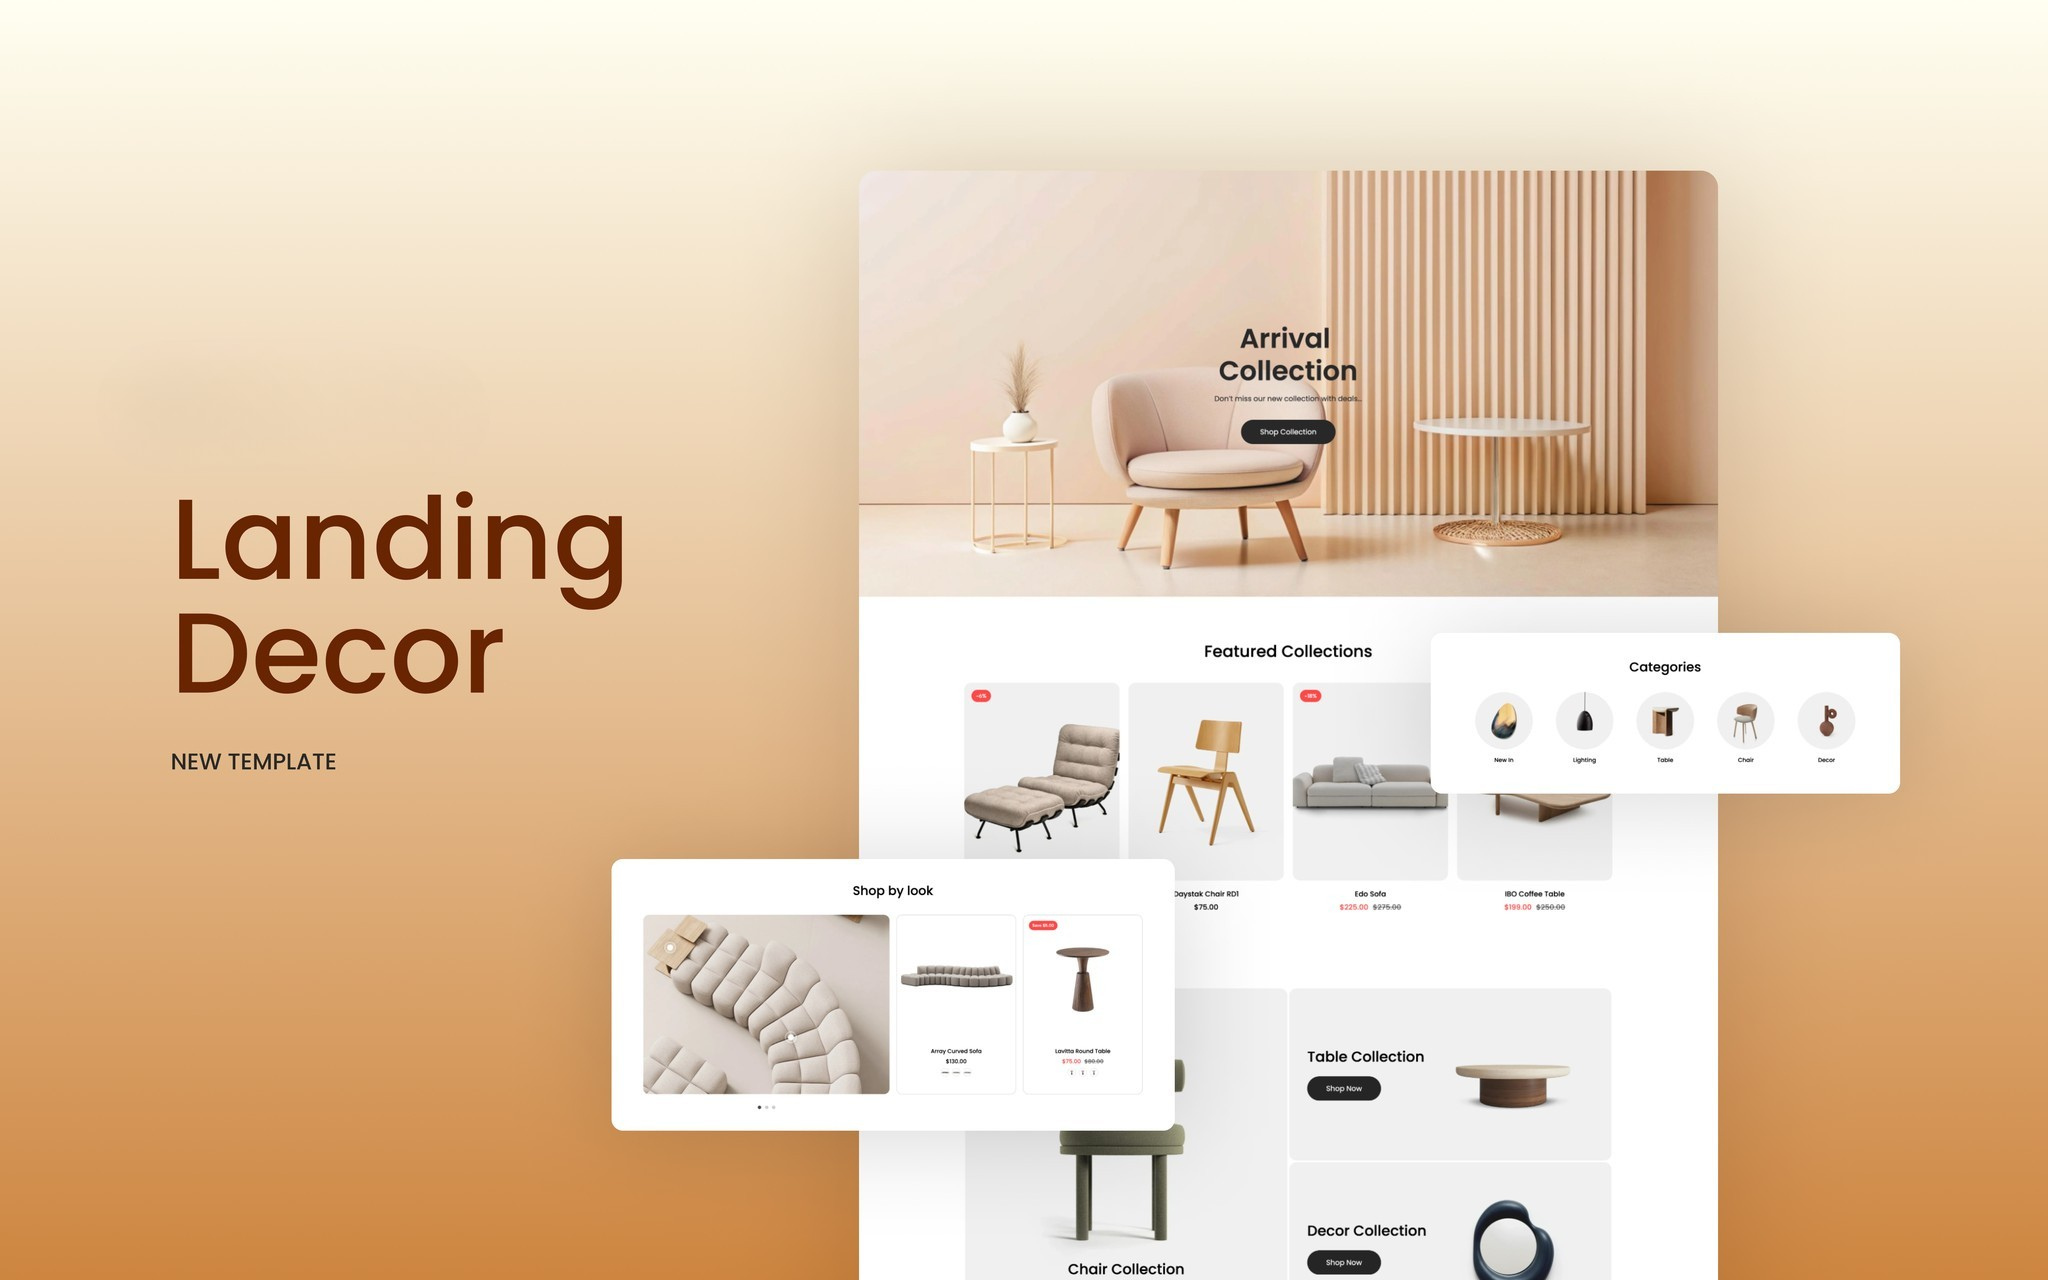 Landing
Decor
NEW TEMPLATE
Arrival
Collection
Don't miss our new collection with deals...
Shop Collection
Featured Collections
-18%
Daystak Chair RD1
$75.00
Edo Sofa
$225.00 $275.00
IBO Coffee Table
$199.00 $250.00
Categories
New In
Lighting
Table
Chair
Decor
Shop by look
Array Curved Sofa
$130.00
Save $5.00
Lavitta Round Table
$75.00 $80.00
Table Collection
Shop Now
Decor Collection
Shop Now
Chair Collection